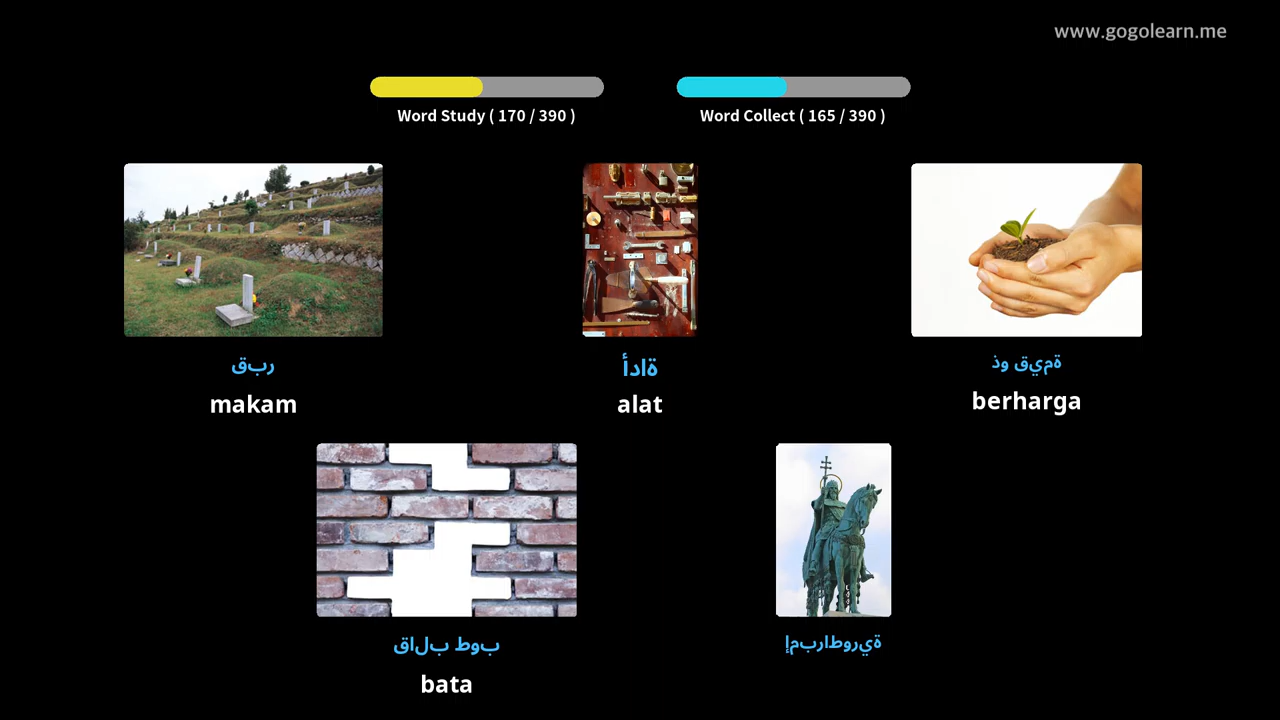 www.gogolearn.me
Word Study ( 170 / 390 )
Word Collect ( 165 / 390 )
ربق
makam
ةادأ
alat
ةميق وذ
berharga
بوط بلاق
bata
ةيروطاربمإ